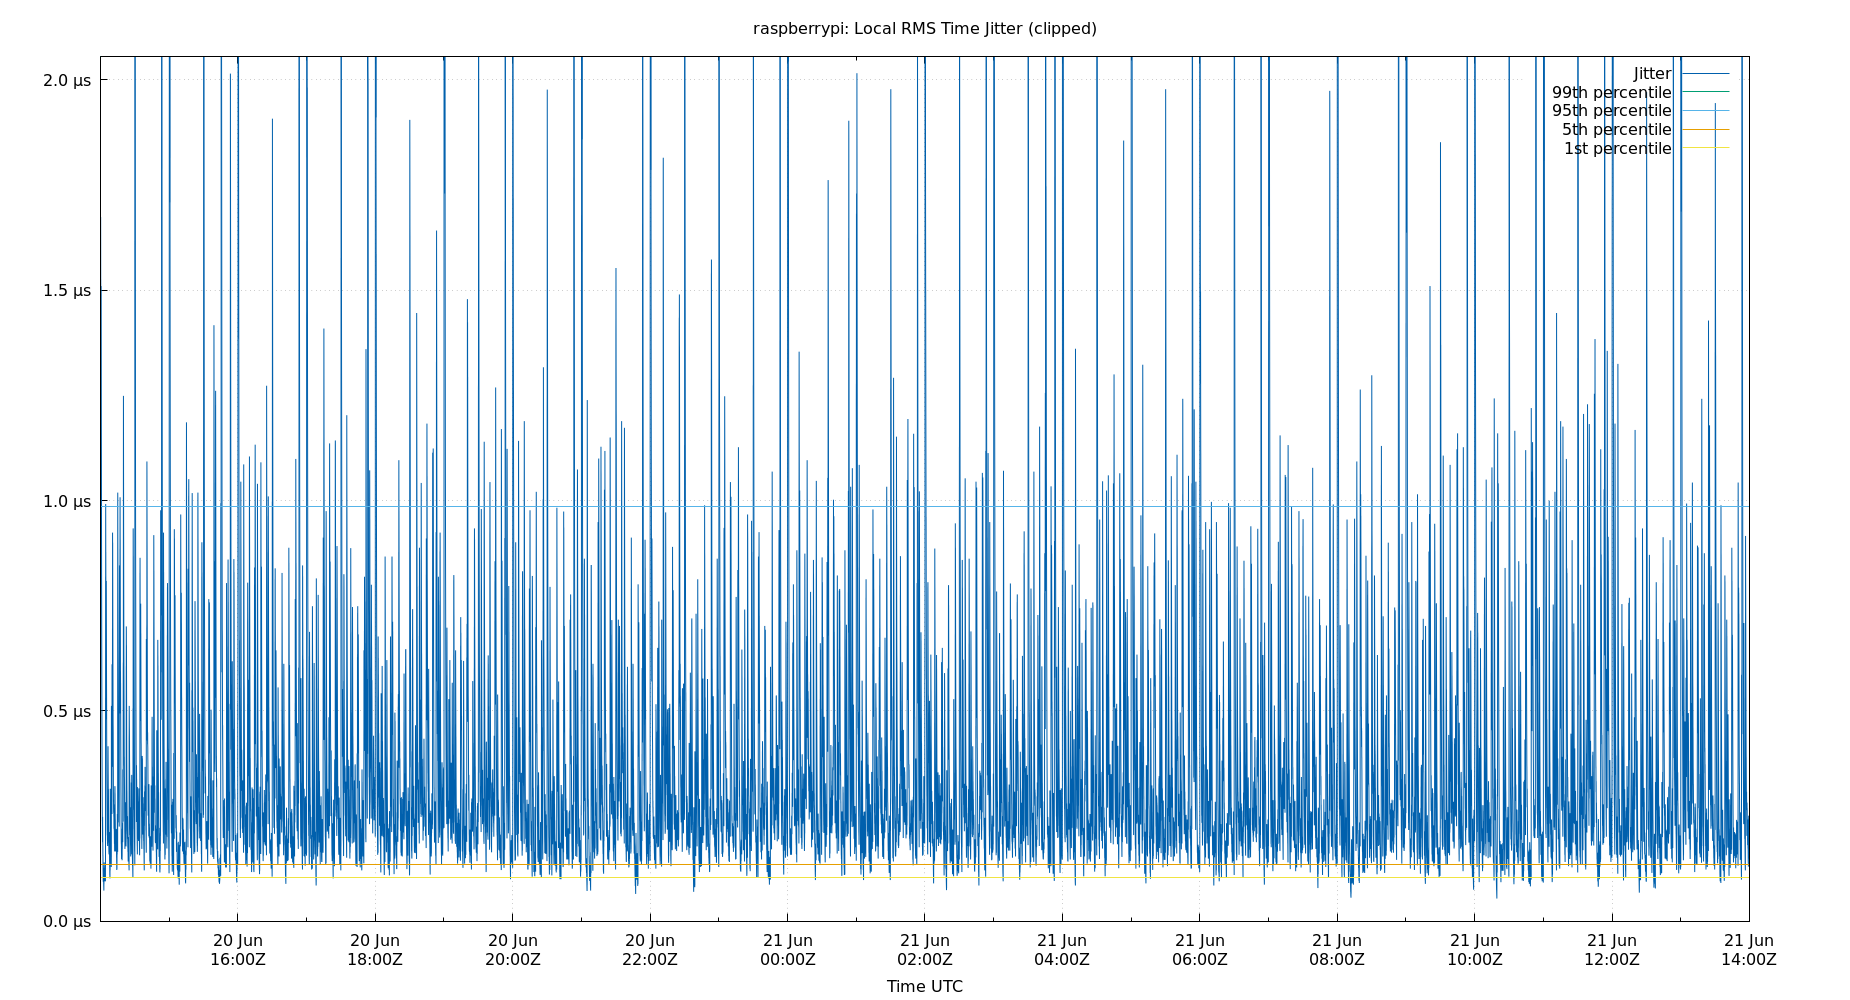 raspberrypi: Local RMS Time Jitter (clipped)
2.0 μs
1.5 μs
1.0 μs
0.5 μs
0.0 μs
Jitter
99th percentile
95th percentile
5th percentile
1st percentile
20 Jun 20 Jun 20 Jun 20 Jun 21 Jun 21 Jun 21 Jun 21 Jun 21 Jun 21 Jun 21 Jun 21 Jun
16:00Z 18:00Z 20:00Z 22:00Z 00:00Z 02:00Z 04:00Z 06:00Z 08:00Z 10:00Z 12:00Z 14:00Z
Time UTC